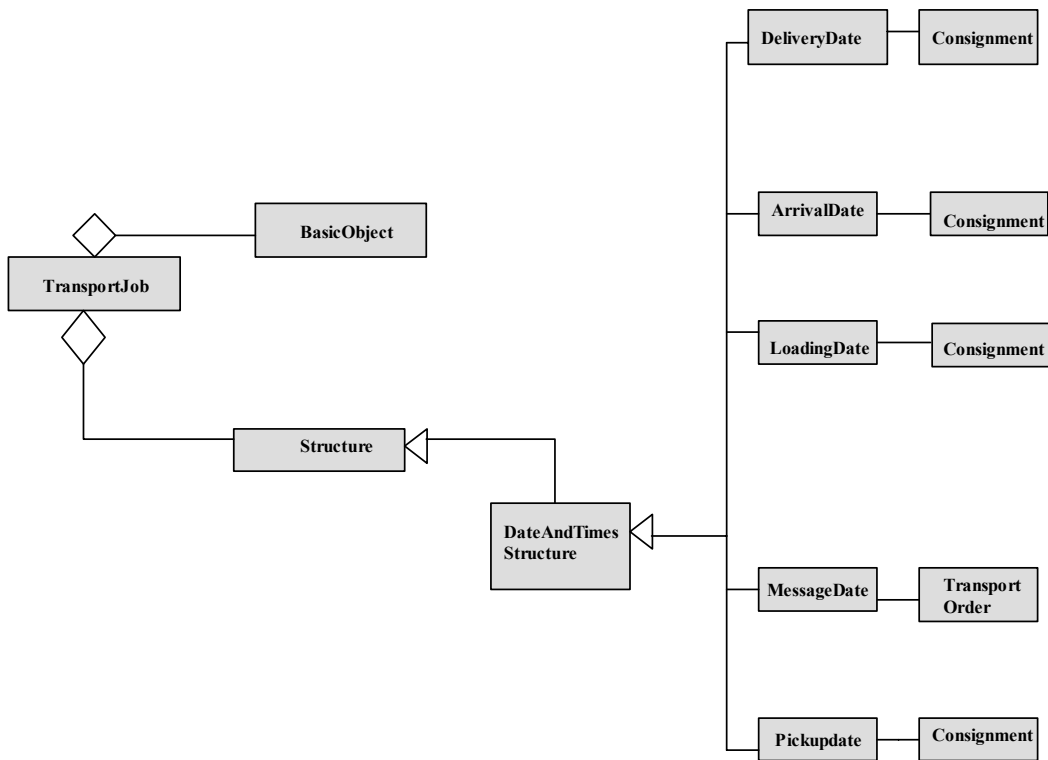 DeliveryDate
Consignment
ArrivalDate
Consignment
BasicObject
TransportJob
LoadingDate
Consignment
Structure
DateAndTimes
Structure
MessageDate
Transport
Order
Pickupdate
Consignment